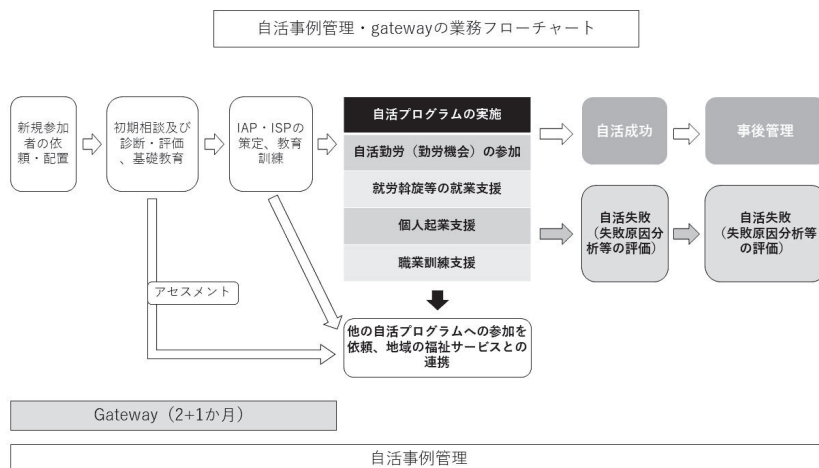 自活事例管理・gatewayの業務フローチャート
新規参加
者の依
頼・配置
初期相談及び
診断・評価
、基礎教育
IAP・ISPの
策定、教育
訓練
自活プログラムの実施
自活勤労（勤労機会）の参加
就労斡旋等の就業支援
個人起業支援
職業訓練支援
自活成功
事後管理
自活失敗
（失敗原因分
析等の評価）
自活失敗
（失敗原因分析等
の評価）
アセスメント
他の自活プログラムへの参加を
依頼、地域の福祉サービスとの
連携
Gateway（2+1か月）
自活事例管理